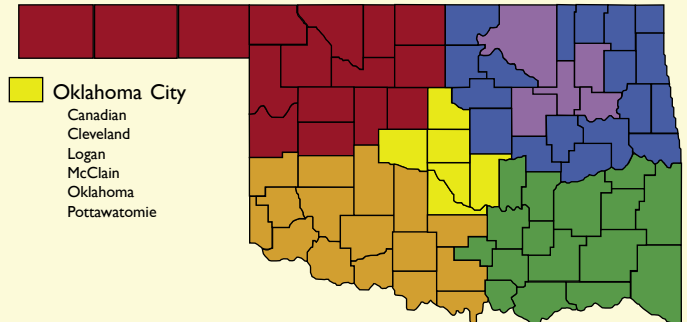 Oklahoma City
Canadian
Cleveland
Logan
McClain
Oklahoma
Pottawatomie